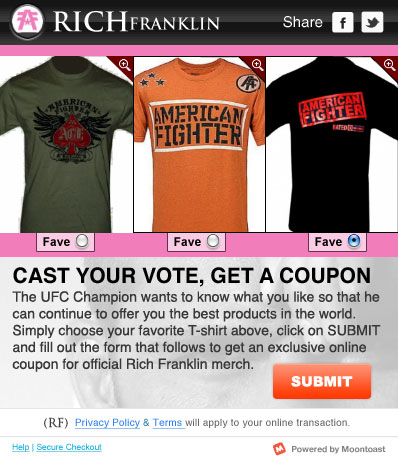 RICH FRANKLIN
Share
AMERICAN
FIGHTER
AMERICAN
FIGHTER
AMERICAN
FIGHTER
Fave
Fave
Fave
CAST YOUR VOTE, GET A COUPON
The UFC Champion wants to know what you like so that he
can continue to offer you the best products in the world.
Simply choose your favorite T-shirt above, click on SUBMIT
and fill out the form that follows to get an exclusive online
coupon for official Rich Franklin merch.
SUBMIT
(RF) Privacy Policy & Terms will apply to your online transaction.
Help | Secure Checkout
Powered by Moontoast